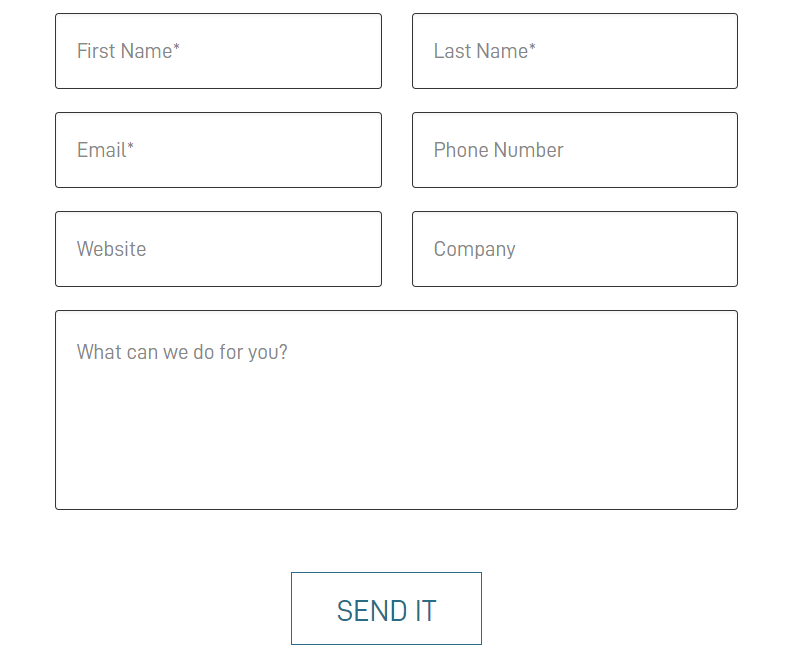 First Name*
Last Name*
Email*
Phone Number
Website
Company
What can we do for you?
SEND IT